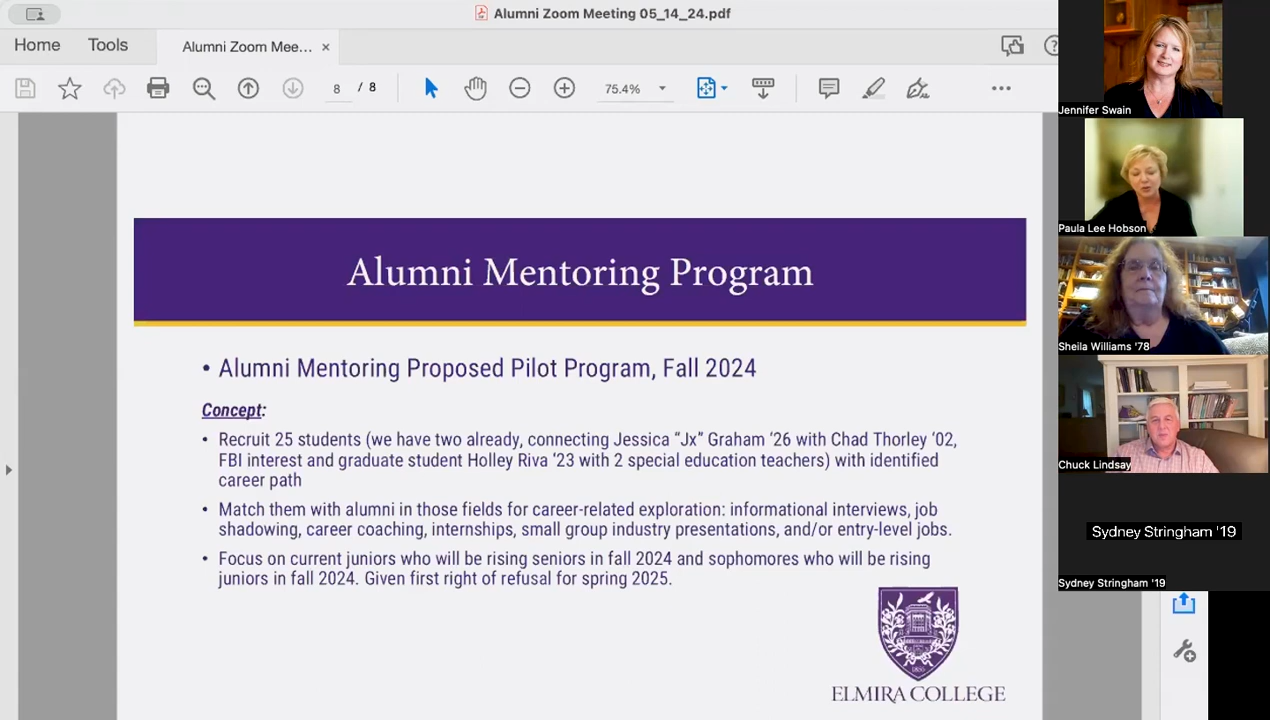 Alumni Zoom Meeting 05_14_24.pdf
Home
Tools
Alumni Zoom Mee... ×
8 / 8
75.4%
Alumni Mentoring Program
• Alumni Mentoring Proposed Pilot Program, Fall 2024
Concept:
• Recruit 25 students (we have two already, connecting Jessica “Jx” Graham ‘26 with Chad Thorley ‘02,
FBI interest and graduate student Holley Riva ‘23 with 2 special education teachers) with identified
career path
• Match them with alumni in those fields for career-related exploration: informational interviews, job
shadowing, career coaching, internships, small group industry presentations, and/or entry-level jobs.
• Focus on current juniors who will be rising seniors in fall 2024 and sophomores who will be rising
juniors in fall 2024. Given first right of refusal for spring 2025.
ELMIRA COLLEGE
Jennifer Swain
Paula Lee Hobson
Sheila Williams '78
Chuck Lindsay
Sydney Stringham '19
Sydney Stringham '19